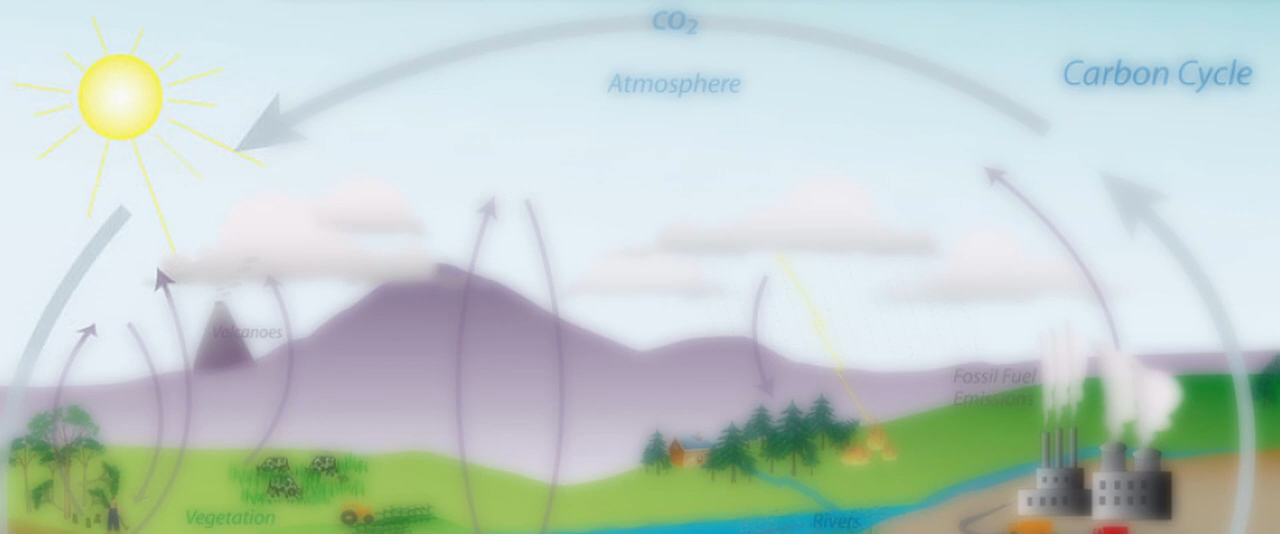 CO₂
Carbon Cycle
Atmosphere
Volcanoes
Fossil Fuel
Emissions
Vegetation
Rivers